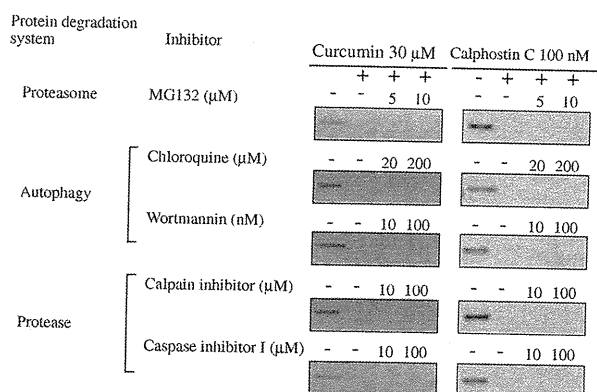 Protein degradation
system
Inhibitor
Curcumin 30 µM
Calphostin C 100 nM
+ + +
- + + +
Proteasome
MG132 (µM)
- - 5 10
- - 5 10
Autophagy
Chloroquine (µM)
- - 20 200
- - 20 200
Wortmannin (nM)
- - 10 100
- - 10 100
Protease
Calpain inhibitor (µM)
- - 10 100
- - 10 100
Caspase inhibitor I (µM)
- - 10 100
- - 10 100